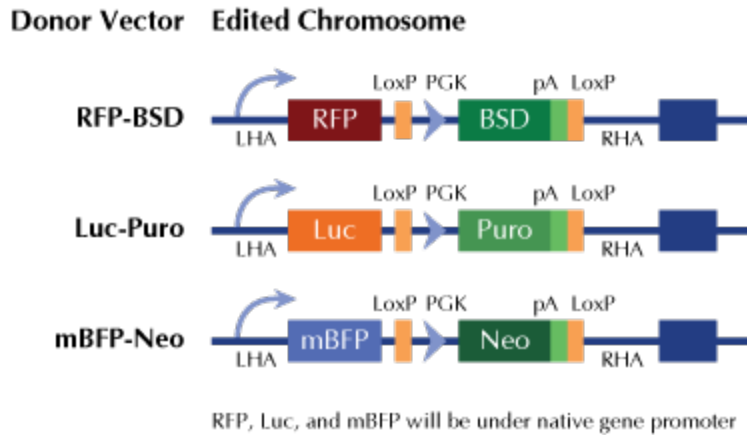 Donor Vector Edited Chromosome
LoxP PGK pA LoxP
RFP-BSD RFP BSD
LHA RHA
LoxP PGK pA LoxP
Luc-Puro Luc Puro
LHA RHA
LoxP PGK pA LoxP
mBFP-Neo mBFP Neo
LHA RHA
RFP, Luc, and mBFP will be under native gene promoter